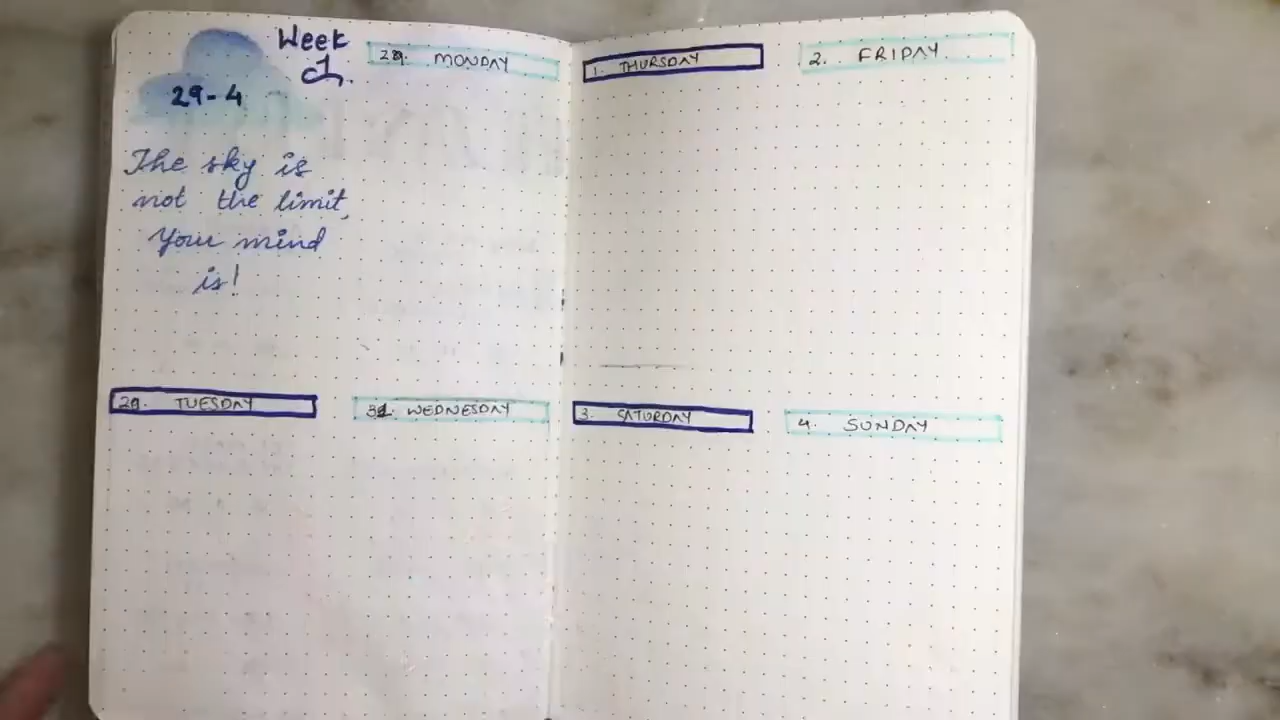 Week
1.
29-4
The sky is
not the limit,
Your mind
is!
29. MONDAY
29. TUESDAY
31. WEDNESDAY
1. THURSDAY
2. FRIDAY
3. SATURDAY
4. SUNDAY